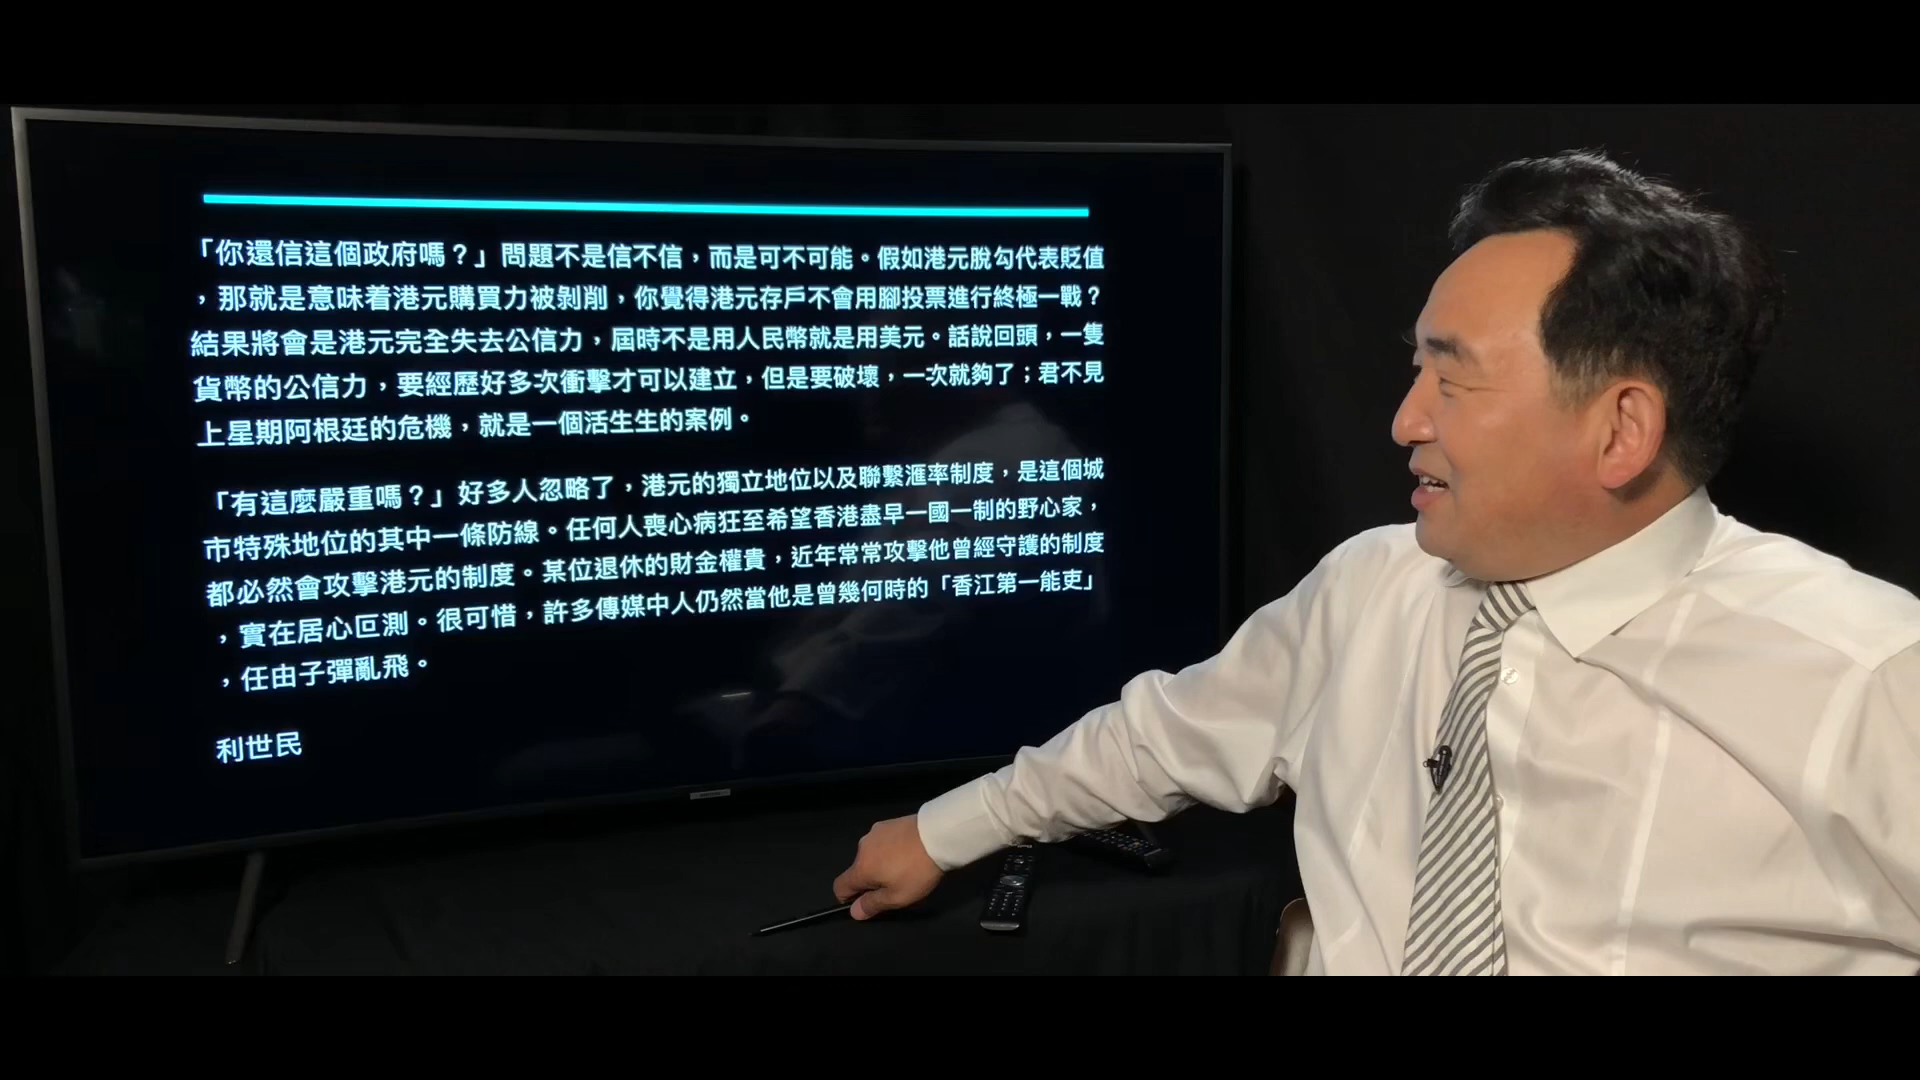 「你還信這個政府嗎？」問題不是信不信，而是可不可能。假如港元脫勾代表貶值
，那就是意味着港元購買力被剝削，你覺得港元存戶不會用腳投票進行終極一戰？
結果將會是港元完全失去公信力，屆時不是用人民幣就是用美元。話說回頭，一隻
貨幣的公信力，要經歷好多次衝擊才可以建立，但是要破壞，一次就夠了；君不見
上星期阿根廷的危機，就是一個活生生的案例。
「有這麼嚴重嗎？」好多人忽略了，港元的獨立地位以及聯繫滙率制度，是這個城
市特殊地位的其中一條防線。任何人喪心病狂至希望香港盡早一國一制的野心家，
都必然會攻擊港元的制度。某位退休的財金權貴，近年常常攻擊他曾經守護的制度
，實在居心叵測。很可惜，許多傳媒中人仍然當他是曾幾何時的「香江第一能吏」
，任由子彈亂飛。
利世民